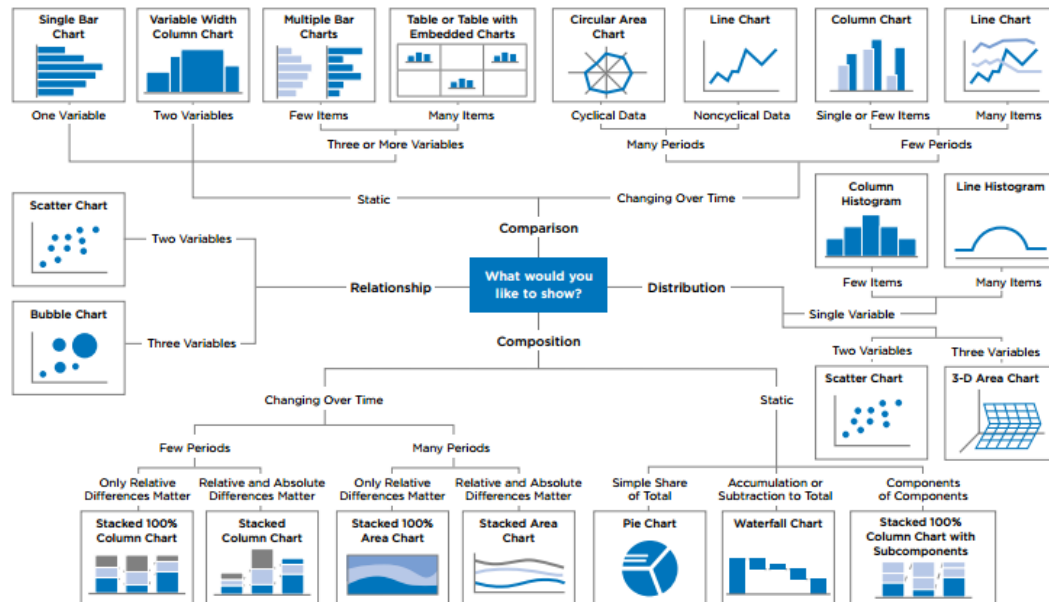 Single Bar
Chart
Variable Width
Column Chart
Multiple Bar
Charts
Table or Table with
Embedded Charts
Circular Area
Chart
Line Chart
Column Chart
Line Chart
One Variable
Two Variables
Few Items
Many Items
Cyclical Data
Noncyclical Data
Single or Few Items
Many Items
Three or More Variables
Many Periods
Few Periods
Static
Changing Over Time
Comparison
Scatter Chart
Two Variables
Column
Histogram
Line Histogram
Few Items
Many Items
Relationship
What would you
like to show?
Distribution
Single Variable
Bubble Chart
Three Variables
Composition
Two Variables
Three Variables
Scatter Chart
3-D Area Chart
Changing Over Time
Static
Few Periods
Many Periods
Only Relative
Differences Matter
Relative and Absolute
Differences Matter
Only Relative
Differences Matter
Relative and Absolute
Differences Matter
Simple Share
of Total
Accumulation or
Subtraction to Total
Components
of Components
Stacked 100%
Column Chart
Stacked
Column Chart
Stacked 100%
Area Chart
Stacked Area
Chart
Pie Chart
Waterfall Chart
Stacked 100%
Column Chart with
Subcomponents